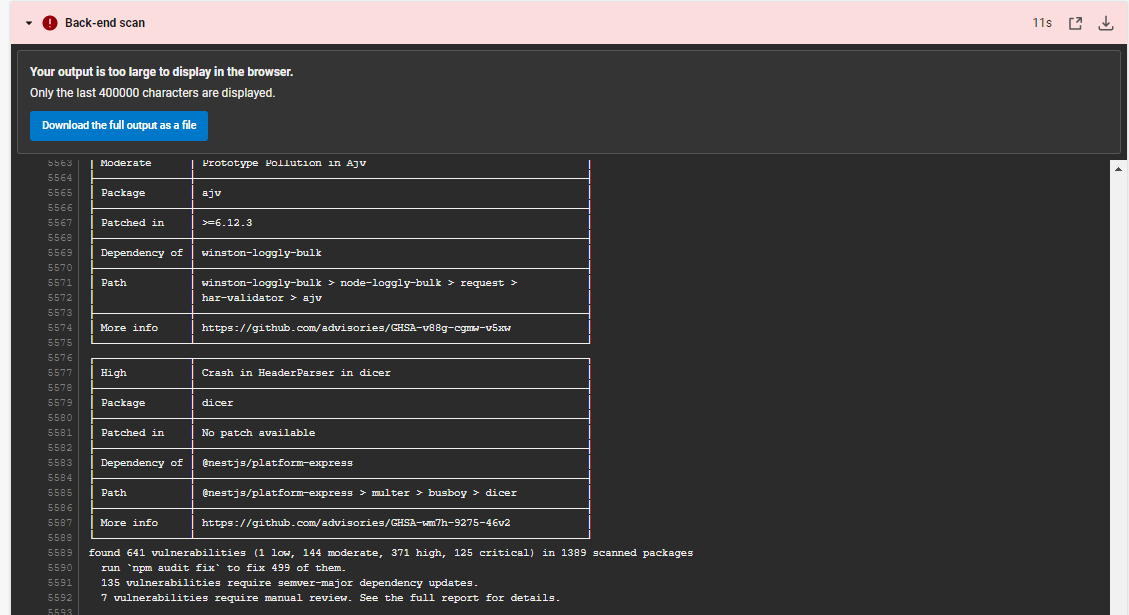 Back-end scan
11s
Your output is too large to display in the browser.
Only the last 400000 characters are displayed.
Download the full output as a file
5563 Moderate Prototype Pollution in Ajv
5564
5565 Package ajv
5566
5567 Patched in >=6.12.3
5568
5569 Dependency of winston-loggly-bulk
5570
5571 Path winston-loggly-bulk > node-loggly-bulk > request >
5572 har-validator > ajv
5573
5574 More info https://github.com/advisories/GHSA-v88g-cgmw-v5xw
5575
5576
5577 High Crash in HeaderParser in dicer
5578
5579 Package dicer
5580
5581 Patched in No patch available
5582
5583 Dependency of @nestjs/platform-express
5584
5585 Path @nestjs/platform-express > multer > busboy > dicer
5586
5587 More info https://github.com/advisories/GHSA-wm7h-9275-46v2
5588
5589 found 641 vulnerabilities (1 low, 144 moderate, 371 high, 125 critical) in 1389 scanned packages
5590 run `npm audit fix` to fix 499 of them.
5591 135 vulnerabilities require semver-major dependency updates.
5592 7 vulnerabilities require manual review. See the full report for details.
5593